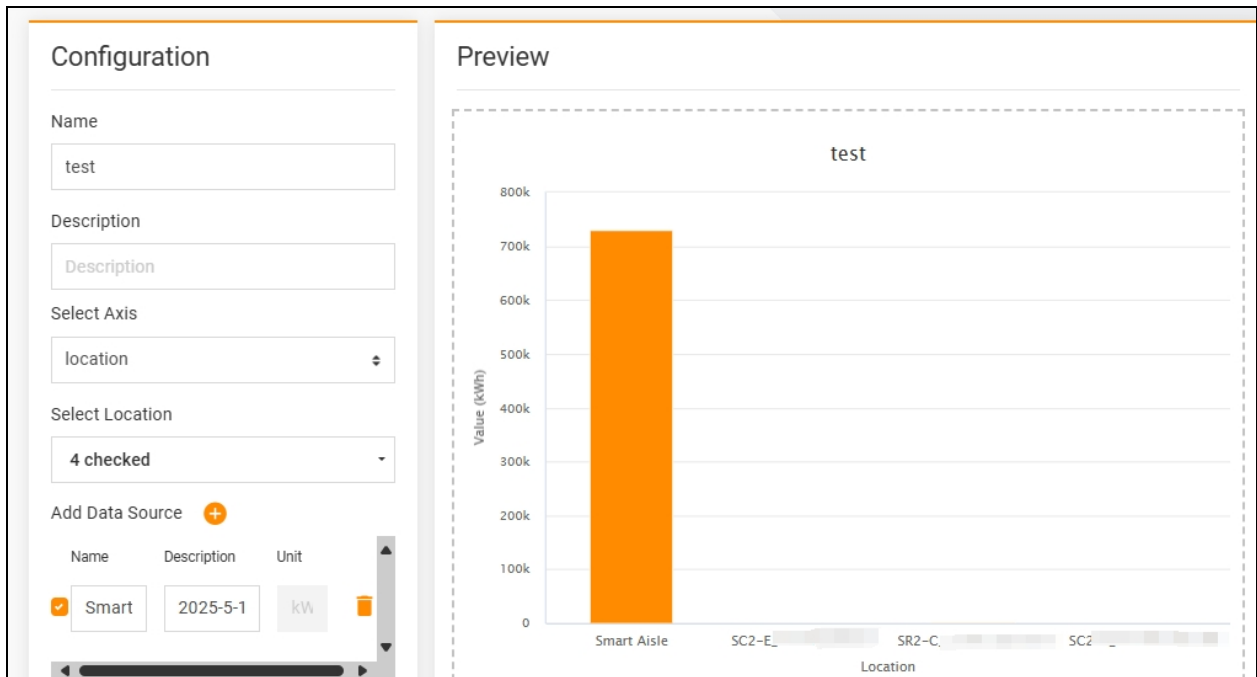 Configuration
Name
test
Description
Description
Select Axis
location
Select Location
4 checked
Add Data Source
Name Description Unit
Smart 2025-5-1 kW
Preview
test
800k
700k
600k
500k
400k
300k
200k
100k
0
Value (kWh)
Smart Aisle SC2-E_ SR2-C_ SC2
Location